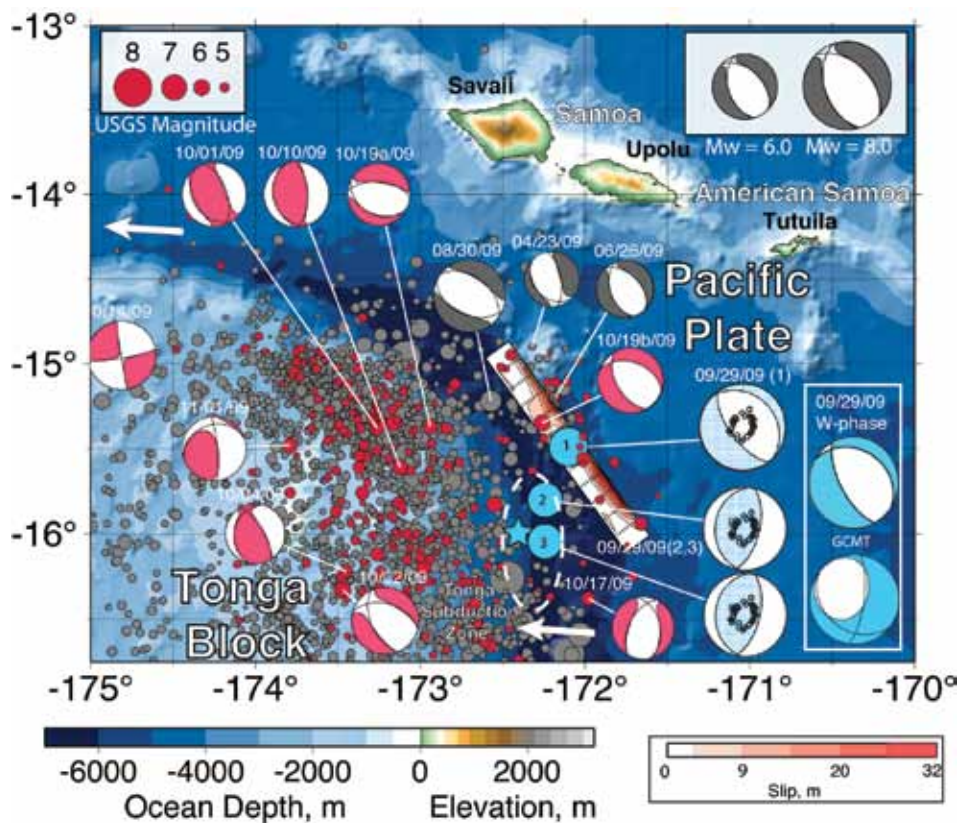 -13°
-14°
-15°
-16°
8 7 6 5
USGS Magnitude
Savaii
Samoa
Upolu
American Samoa
Tutuila
Mw = 6.0 Mw = 8.0
10/01/09
10/10/09
10/19a/09
08/30/09
04/23/09
06/26/09
Pacific
Plate
10/19b/09
09/29/09 (1)
09/29/09
W-phase
GCMT
1
2
3
09/29/09(2,3)
10/17/09
Tonga
Block
Tonga
Subduction
Zone
-175° -174° -173° -172° -171° -170°
-6000 -4000 -2000 0 2000
Ocean Depth, m Elevation, m
0 9 20 32
Slip, m